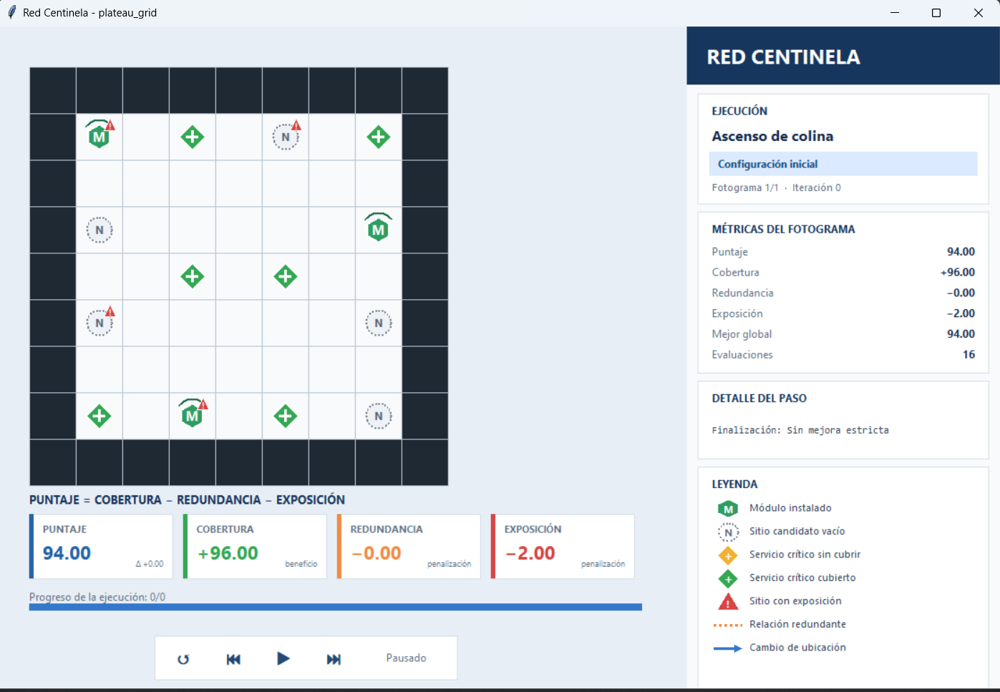 Red Centinela - plateau_grid
RED CENTINELA
EJECUCIÓN
Ascenso de colina
Configuración inicial
Fotograma 1/1 · Iteración 0
MÉTRICAS DEL FOTOGRAMA
Puntaje 94.00
Cobertura +96.00
Redundancia −0.00
Exposición −2.00
Mejor global 94.00
Evaluaciones 16
DETALLE DEL PASO
Finalización: Sin mejora estricta
LEYENDA
M Módulo instalado
N Sitio candidato vacío
Servicio crítico sin cubrir
Servicio crítico cubierto
! Sitio con exposición
Relación redundante
Cambio de ubicación
M N
N M
N N
M N
PUNTAJE = COBERTURA − REDUNDANCIA − EXPOSICIÓN
PUNTAJE
94.00
Δ +0.00
COBERTURA
+96.00
beneficio
REDUNDANCIA
−0.00
penalización
EXPOSICIÓN
−2.00
penalización
Progreso de la ejecución: 0/0
Pausado